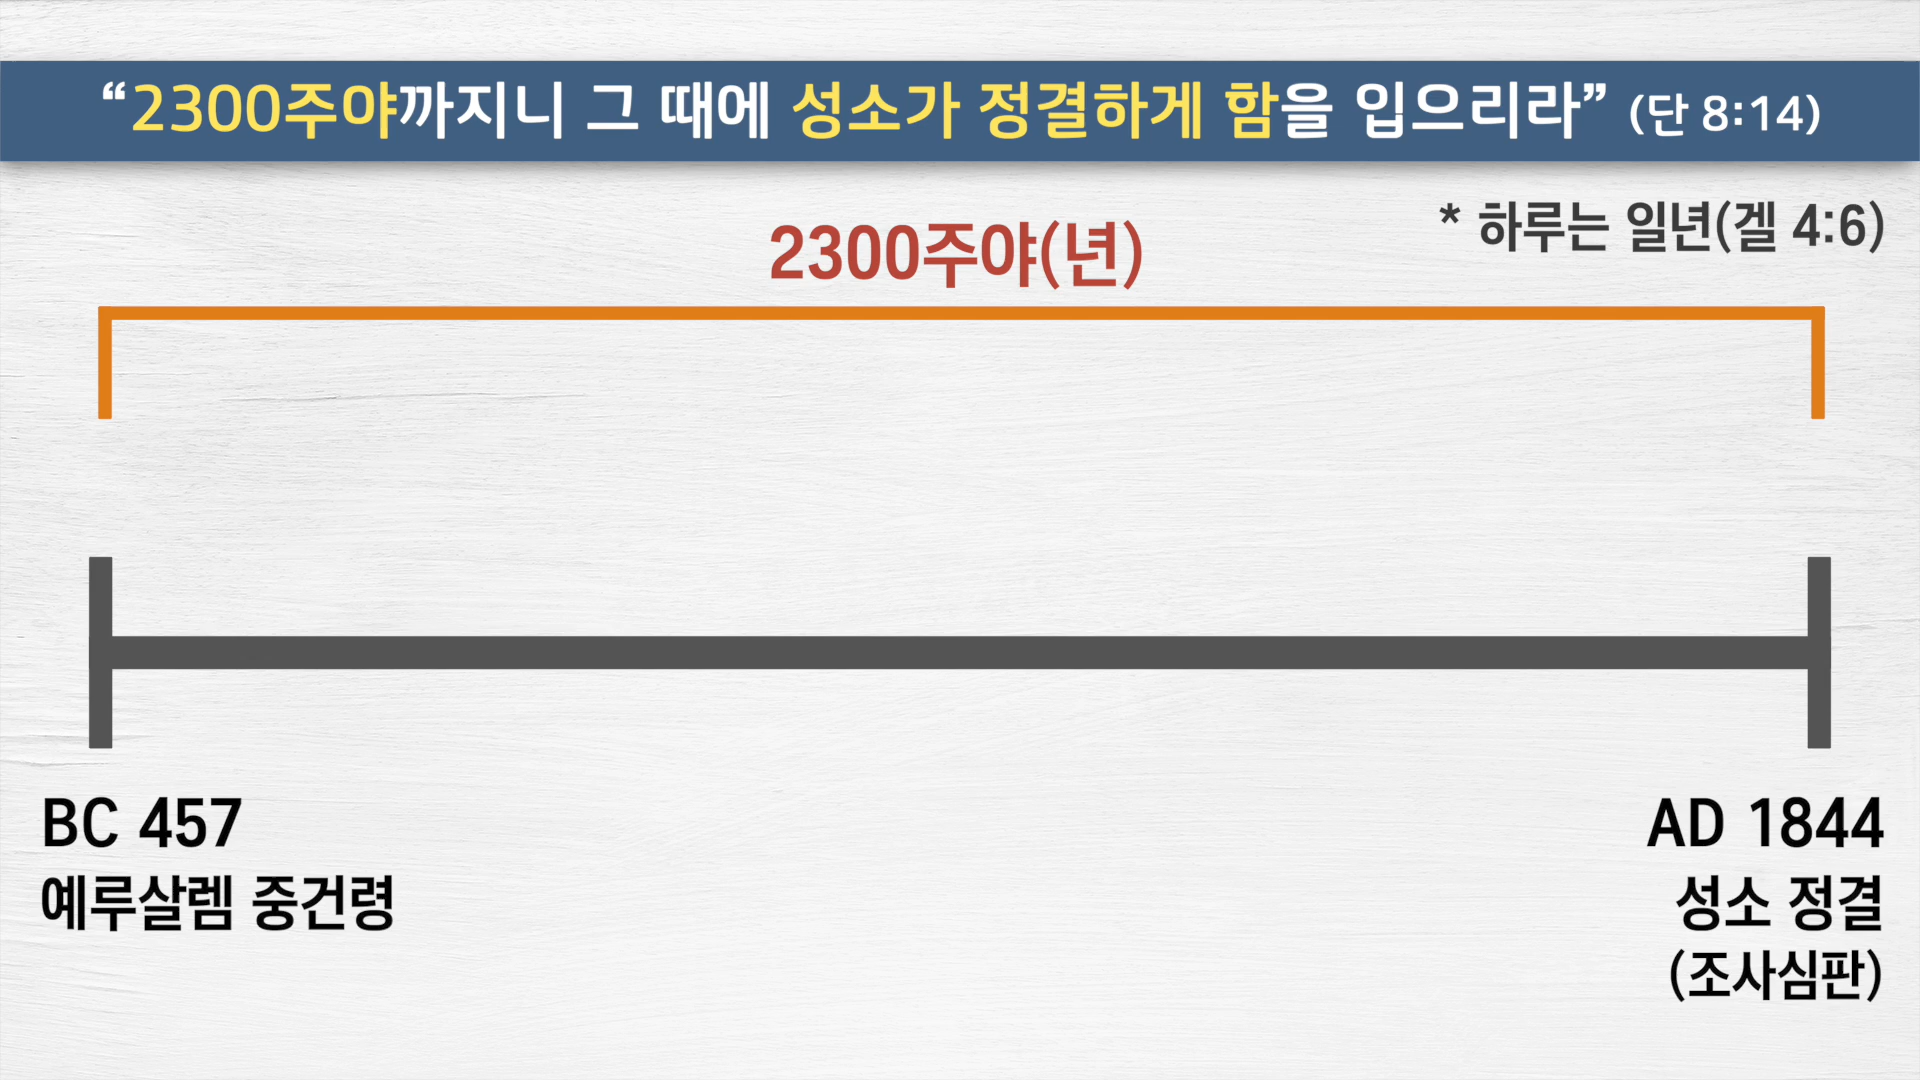 “2300주야까지니 그 때에 성소가 정결하게 함을 입으리라” (단 8:14)
* 하루는 일년(겔 4:6)
2300주야(년)
BC 457
예루살렘 중건령
AD 1844
성소 정결
(조사심판)